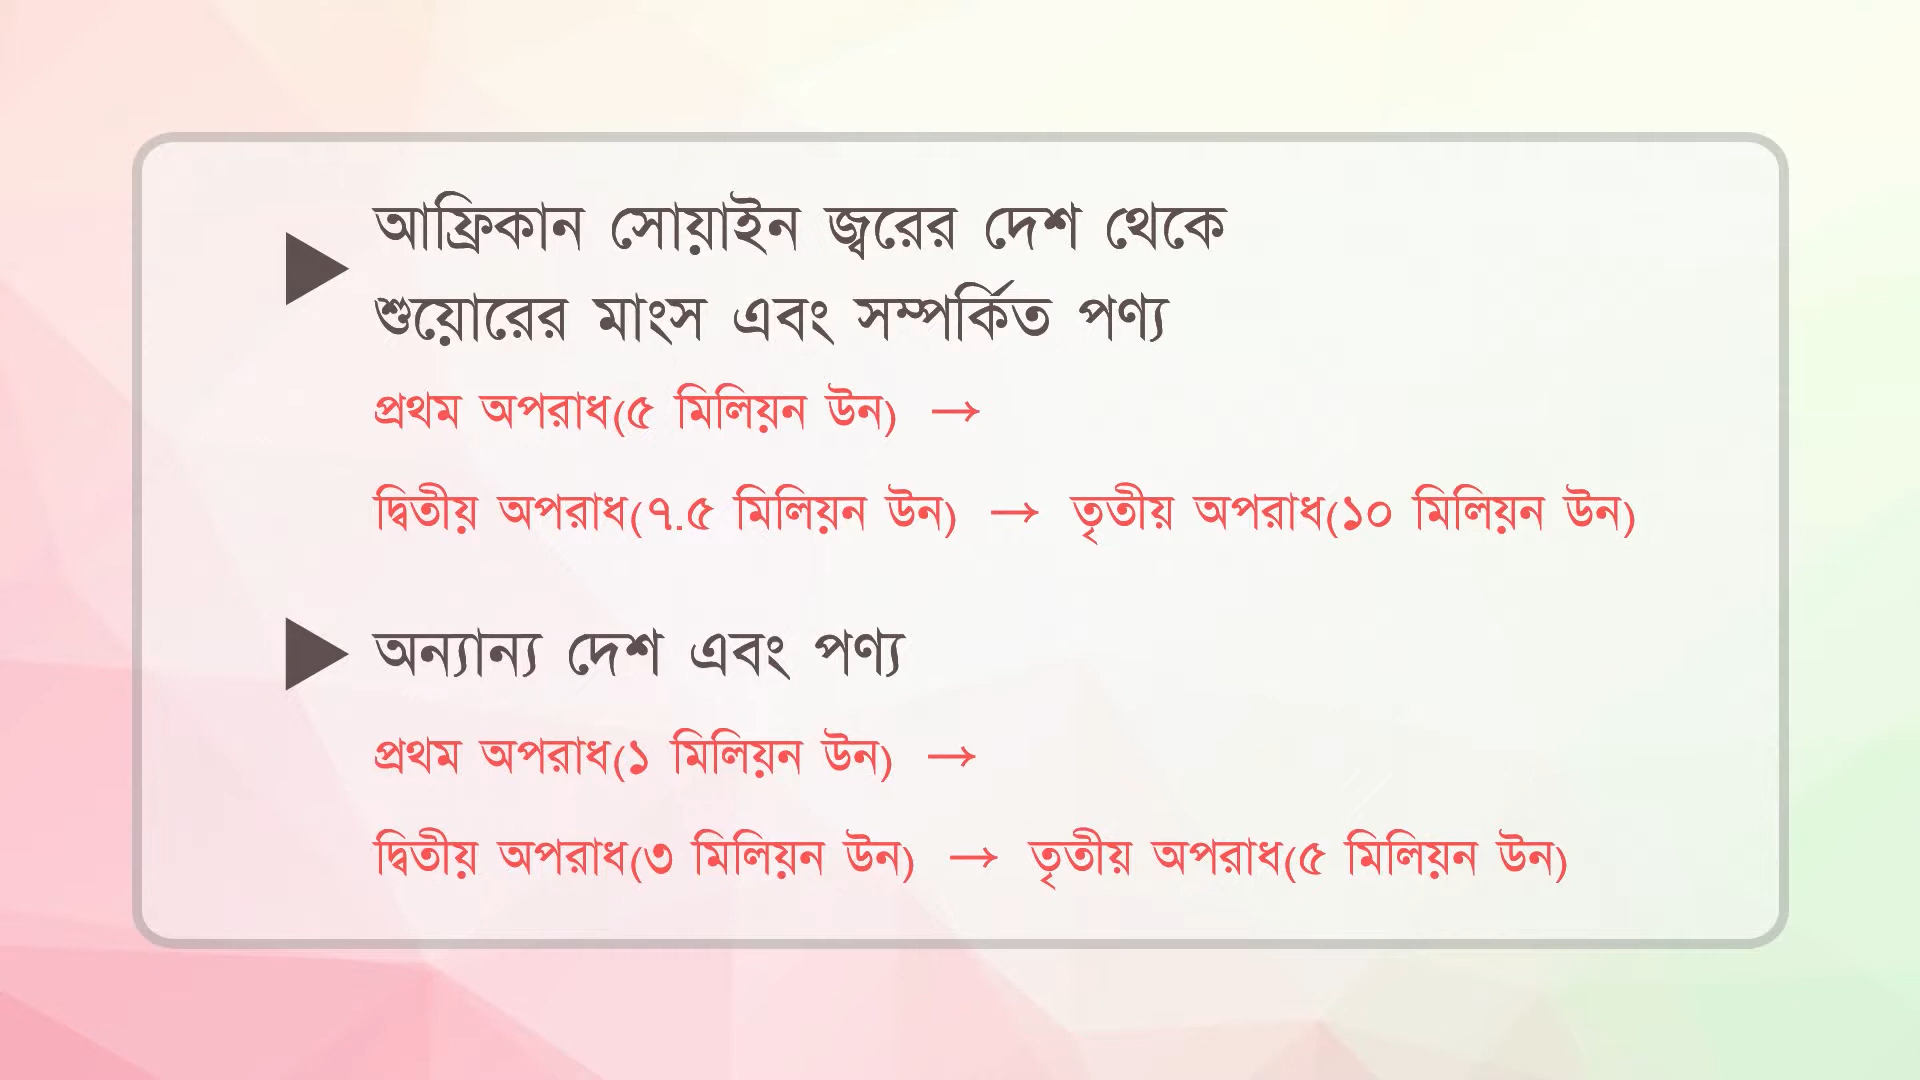 আফ্রিকান সোয়াইন জ্বরের দেশ থেকে
শুয়োরের মাংস এবং সম্পর্কিত পণ্য
প্রথম অপরাধ(৫ মিলিয়ন উন) →
দ্বিতীয় অপরাধ(৭.৫ মিলিয়ন উন) → তৃতীয় অপরাধ(১০ মিলিয়ন উন)
অন্যান্য দেশ এবং পণ্য
প্রথম অপরাধ(১ মিলিয়ন উন) →
দ্বিতীয় অপরাধ(৩ মিলিয়ন উন) → তৃতীয় অপরাধ(৫ মিলিয়ন উন)